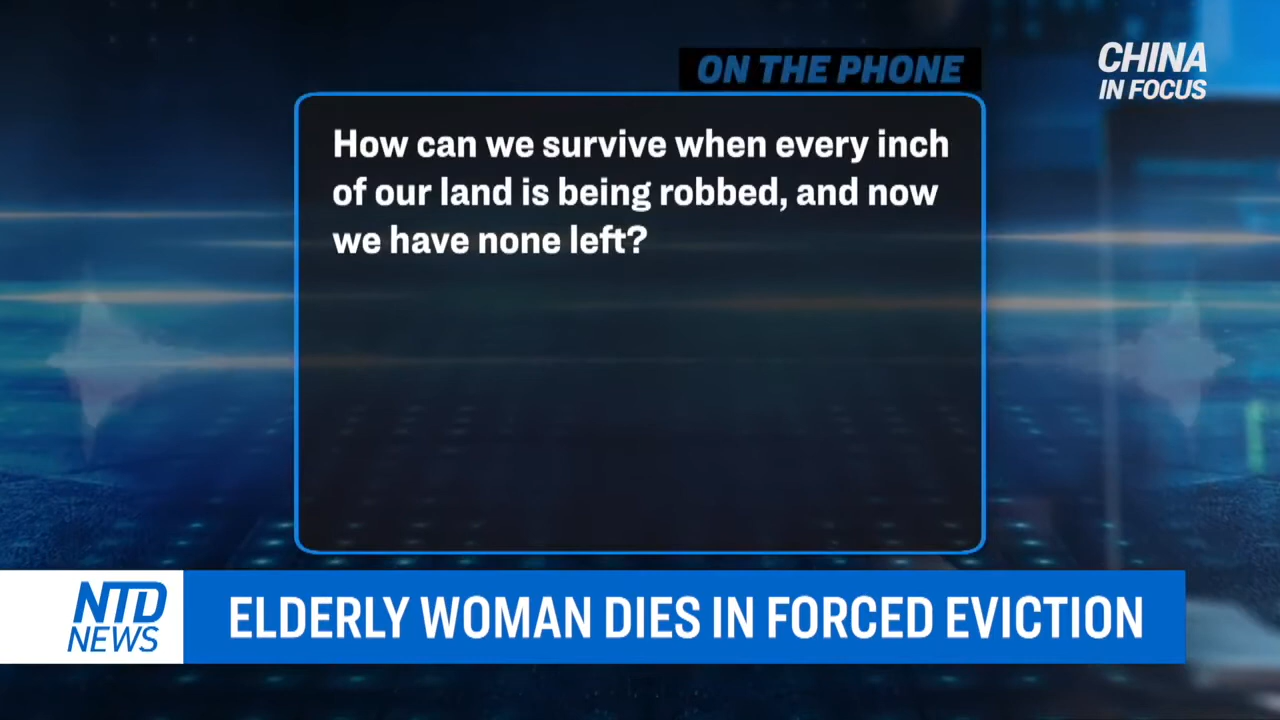 ON THE PHONE
CHINA
IN FOCUS
How can we survive when every inch
of our land is being robbed, and now
we have none left?
NTD
NEWS
ELDERLY WOMAN DIES IN FORCED EVICTION